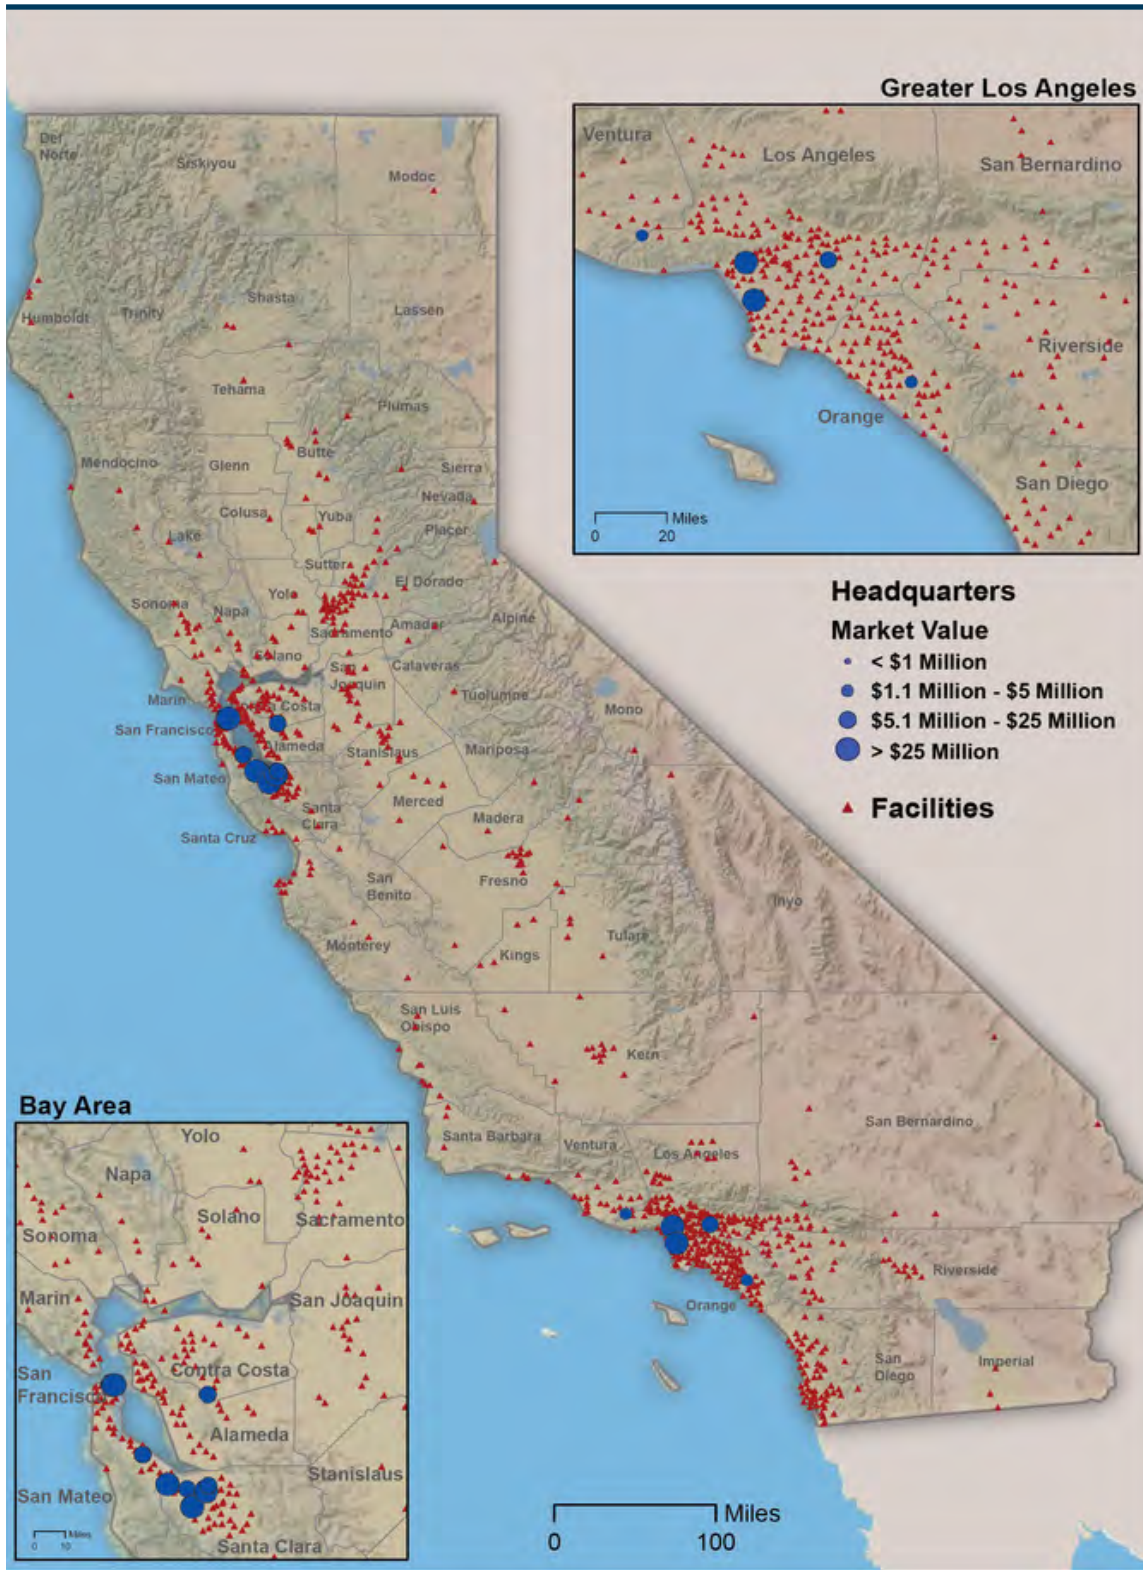 Greater Los Angeles
Ventura
Los Angeles
San Bernardino
Riverside
Orange
San Diego
Miles
0 20
Headquarters
Market Value
< $1 Million
$1.1 Million - $5 Million
$5.1 Million - $25 Million
> $25 Million
Facilities
Del
Norte
Siskiyou
Modoc
Humboldt
Trinity
Shasta
Lassen
Tehama
Plumas
Mendocino
Glenn
Butte
Sierra
Colusa
Yuba
Nevada
Lake
Placer
Sutter
Sonoma
Napa
Yolo
El Dorado
Sacramento
Amador
Alpine
Solano
San
Joaquin
Calaveras
Marin
Contra Costa
Tuolumne
Mono
San Francisco
Alameda
Stanislaus
Mariposa
San Mateo
Santa
Clara
Merced
Madera
Santa Cruz
San
Benito
Fresno
Inyo
Monterey
Kings
Tulare
San Luis
Obispo
Kern
Santa Barbara
Ventura
Los Angeles
San Bernardino
Orange
Riverside
San
Diego
Imperial
Bay Area
Yolo
Napa
Solano
Sacramento
Sonoma
Marin
San Joaquin
San
Francisco
Contra Costa
Alameda
Stanislaus
San Mateo
Santa Clara
Miles
0 10
Miles
0 100